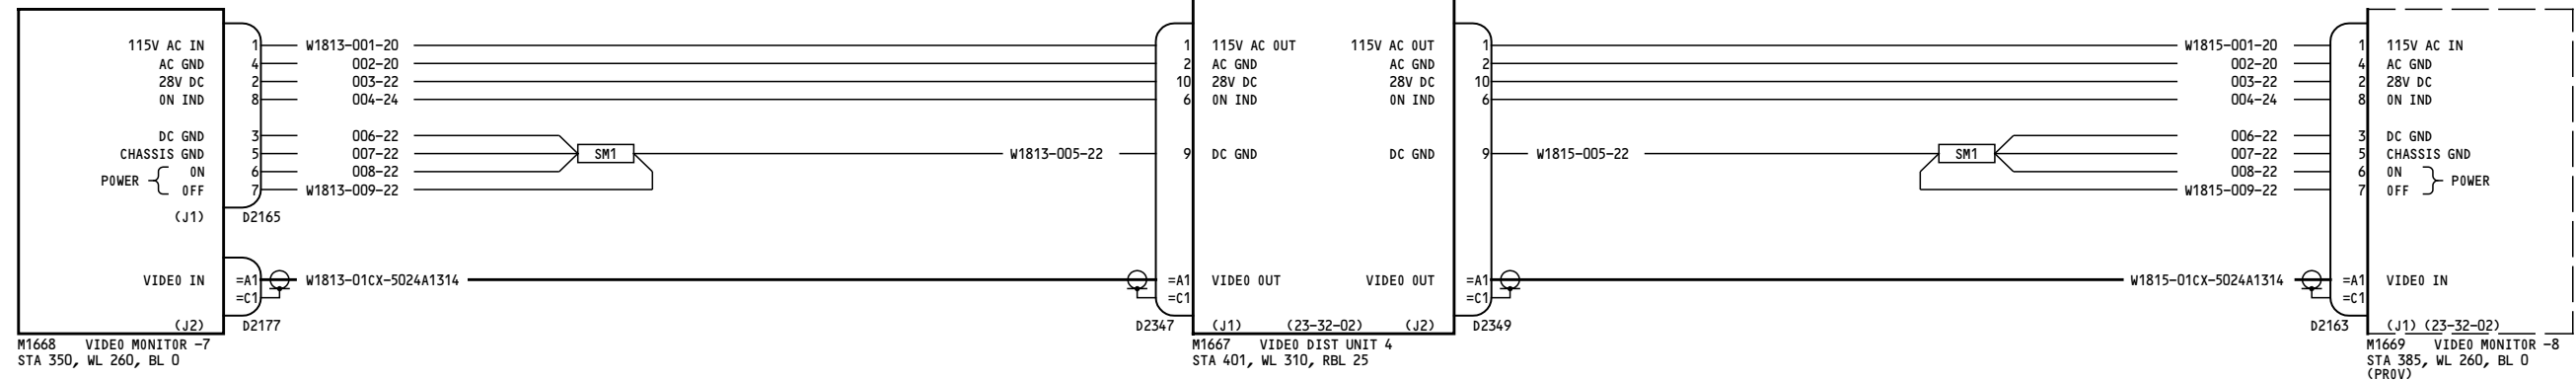 115V AC IN 1 W1813-001-20 1 115V AC OUT 115V AC OUT 1 W1815-001-20 1 115V AC IN
AC GND 4 002-20 2 AC GND AC GND 2 002-20 4 AC GND
28V DC 2 003-22 10 28V DC 28V DC 10 003-22 2 28V DC
ON IND 8 004-24 6 ON IND ON IND 6 004-24 8 ON IND
DC GND 3 006-22 006-22 3 DC GND
CHASSIS GND 5 007-22 SM1 W1813-005-22 9 DC GND DC GND 9 W1815-005-22 SM1 007-22 5 CHASSIS GND
ON 6 008-22 008-22 6 ON
POWER POWER
OFF 7 W1813-009-22 W1815-009-22 7 OFF
(J1) D2165
VIDEO IN =A1 W1813-01CX-5024A1314 =A1 VIDEO OUT VIDEO OUT =A1 W1815-01CX-5024A1314 =A1 VIDEO IN
=C1 =C1 =C1 =C1
(J2) D2177 D2347 (J1) (23-32-02) (J2) D2349 D2163 (J1) (23-32-02)
M1668 VIDEO MONITOR -7 M1667 VIDEO DIST UNIT 4 M1669 VIDEO MONITOR -8
STA 350, WL 260, BL 0 STA 401, WL 310, RBL 25 STA 385, WL 260, BL 0
(PROV)